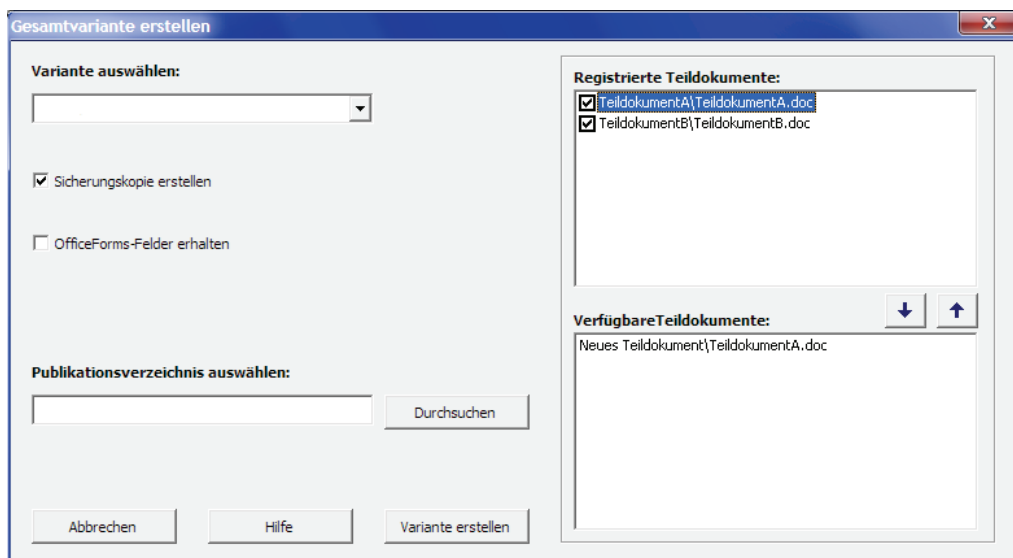 Gesamtvariante erstellen
Variante auswählen:
Sicherungskopie erstellen
OfficeForms-Felder erhalten
Publikationsverzeichnis auswählen:
Durchsuchen
Abbrechen
Hilfe
Variante erstellen
Registrierte Teildokumente:
TeildokumentA\TeildokumentA.doc
TeildokumentB\TeildokumentB.doc
VerfügbareTeildokumente:
Neues Teildokument\TeildokumentA.doc